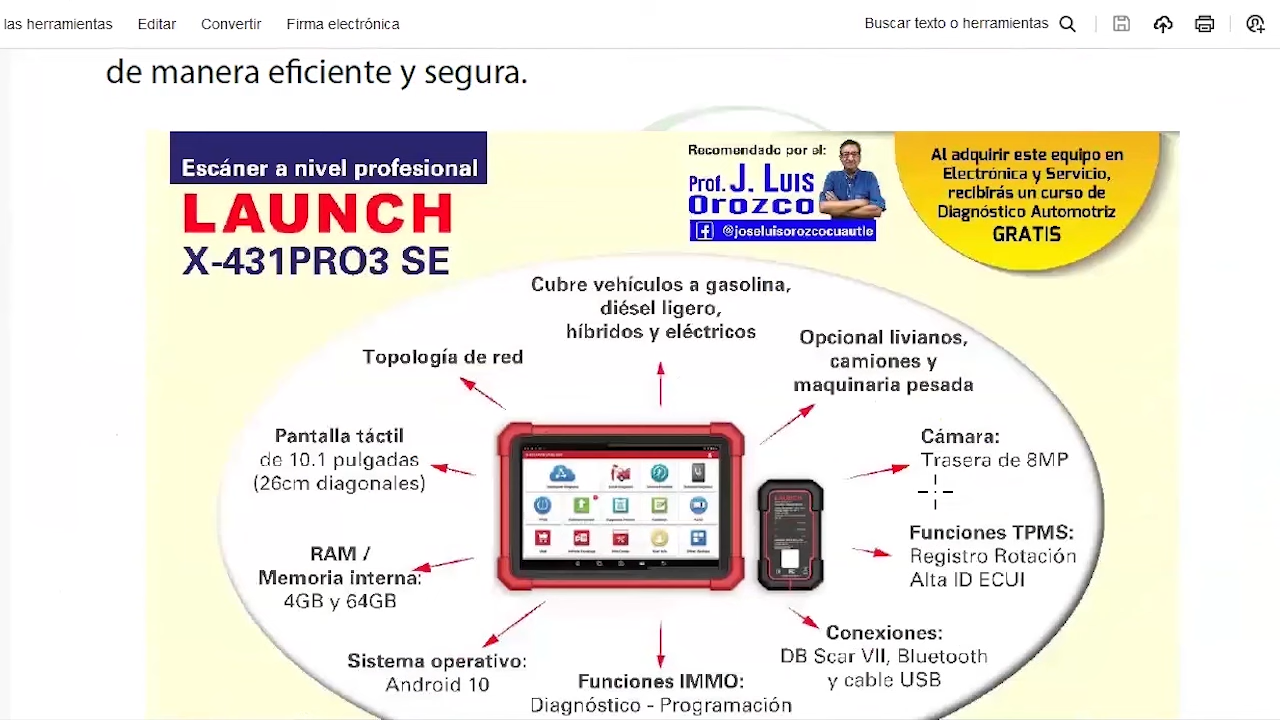 las herramientas Editar Convertir Firma electrónica Buscar texto o herramientas
de manera eficiente y segura.
Escáner a nivel profesional
LAUNCH
X-431PRO3 SE
Recomendado por el:
Prof. J. Luis
Orozco
@joseluisorozcocuautle
Al adquirir este equipo en
Electrónica y Servicio,
recibirás un curso de
Diagnóstico Automotriz
GRATIS
Cubre vehículos a gasolina,
diésel ligero,
híbridos y eléctricos
Opcional livianos,
camiones y
maquinaria pesada
Topología de red
Pantalla táctil
de 10.1 pulgadas
(26cm diagonales)
Cámara:
Trasera de 8MP
LAUNCH
Funciones TPMS:
Registro Rotación
Alta ID ECUI
RAM /
Memoria interna:
4GB y 64GB
Conexiones:
DB Scar VII, Bluetooth
y cable USB
Sistema operativo:
Android 10
Funciones IMMO:
Diagnóstico - Programación